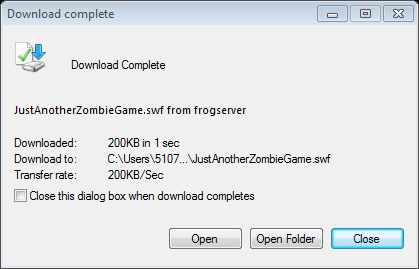 Download complete
Download Complete
JustAnotherZombieGame.swf from frogserver
Downloaded: 200KB in 1 sec
Download to: C:\Users\5107...\JustAnotherZombieGame.swf
Transfer rate: 200KB/Sec
Close this dialog box when download completes
Open Open Folder Close